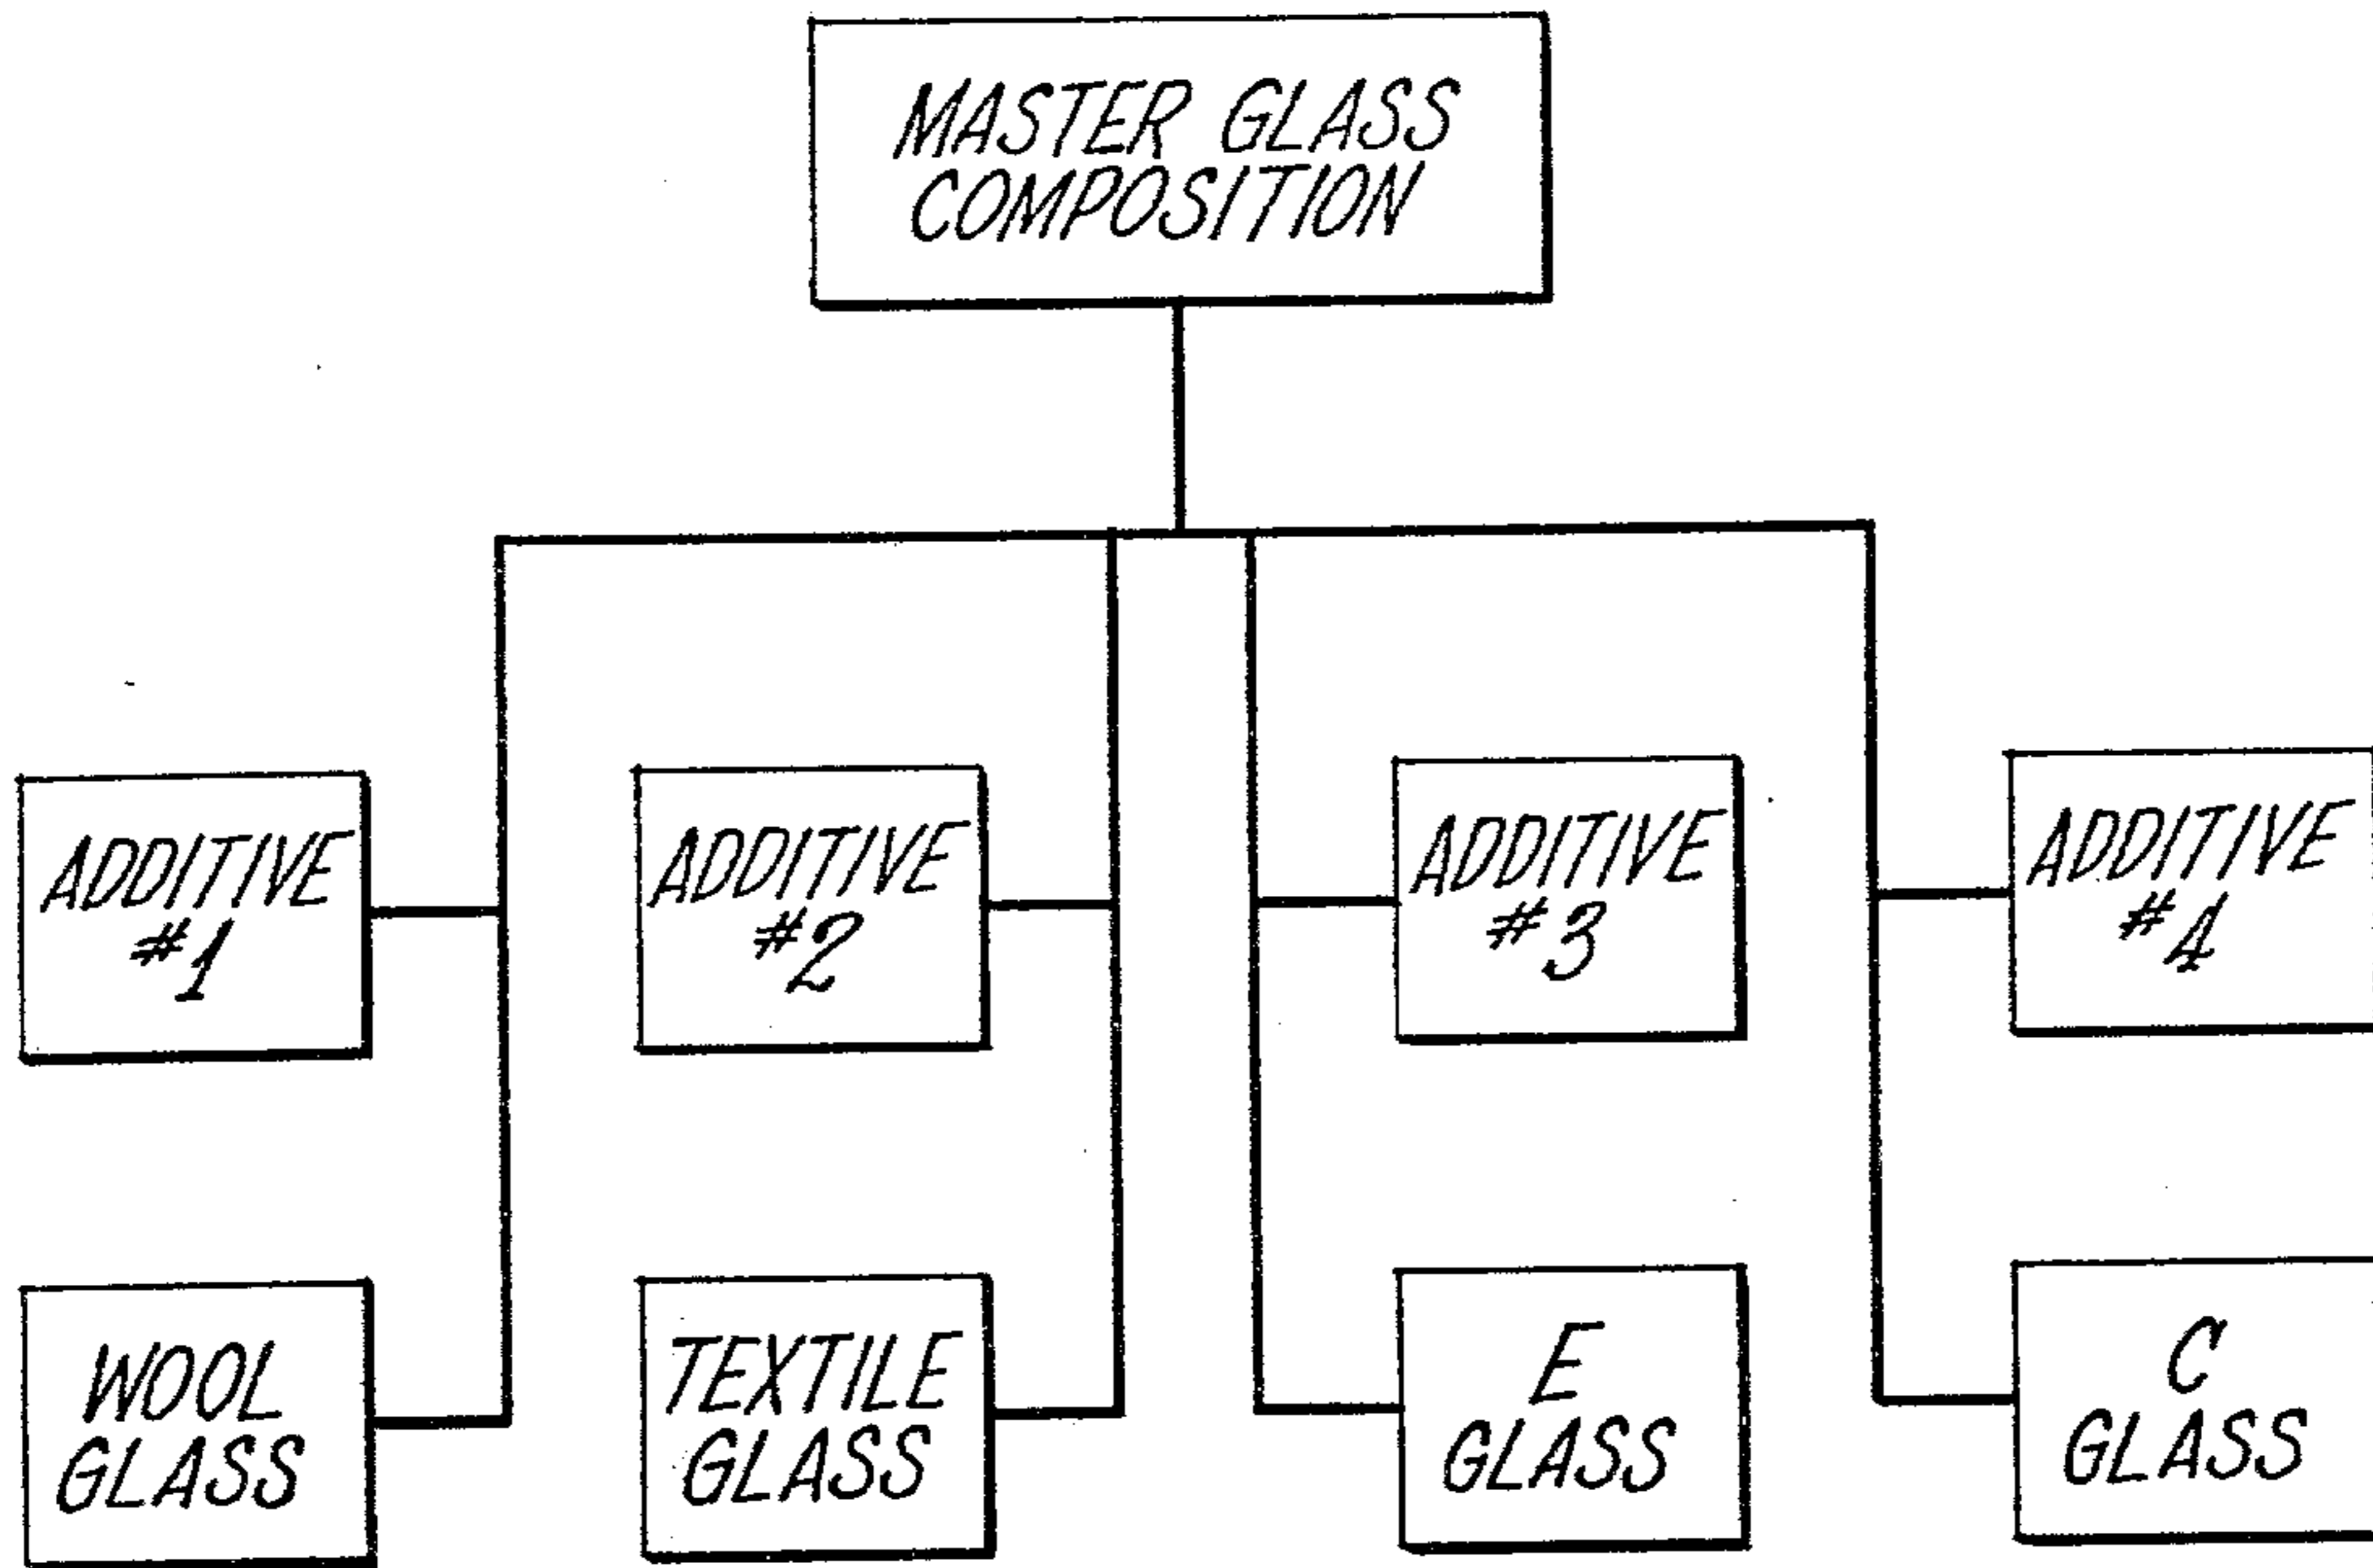 MASTER GLASS
COMPOSITION
ADDITIVE
#1
ADDITIVE
#2
ADDITIVE
#3
ADDITIVE
#4
WOOL
GLASS
TEXTILE
GLASS
E
GLASS
C
GLASS